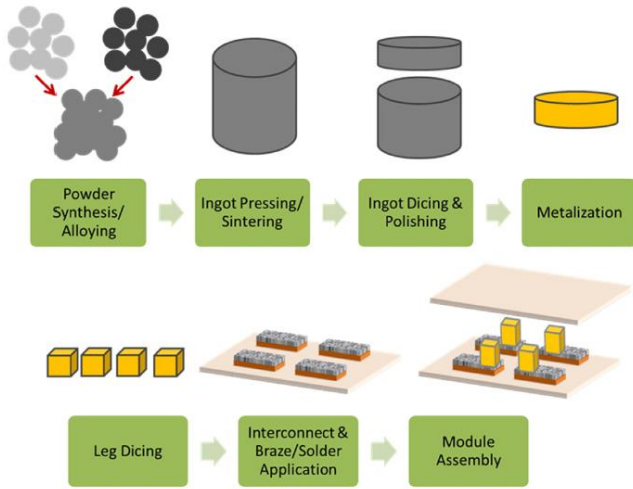 Powder
Synthesis/
Alloying
Ingot Pressing/
Sintering
Ingot Dicing &
Polishing
Metalization
Leg Dicing
Interconnect &
Braze/Solder
Application
Module
Assembly